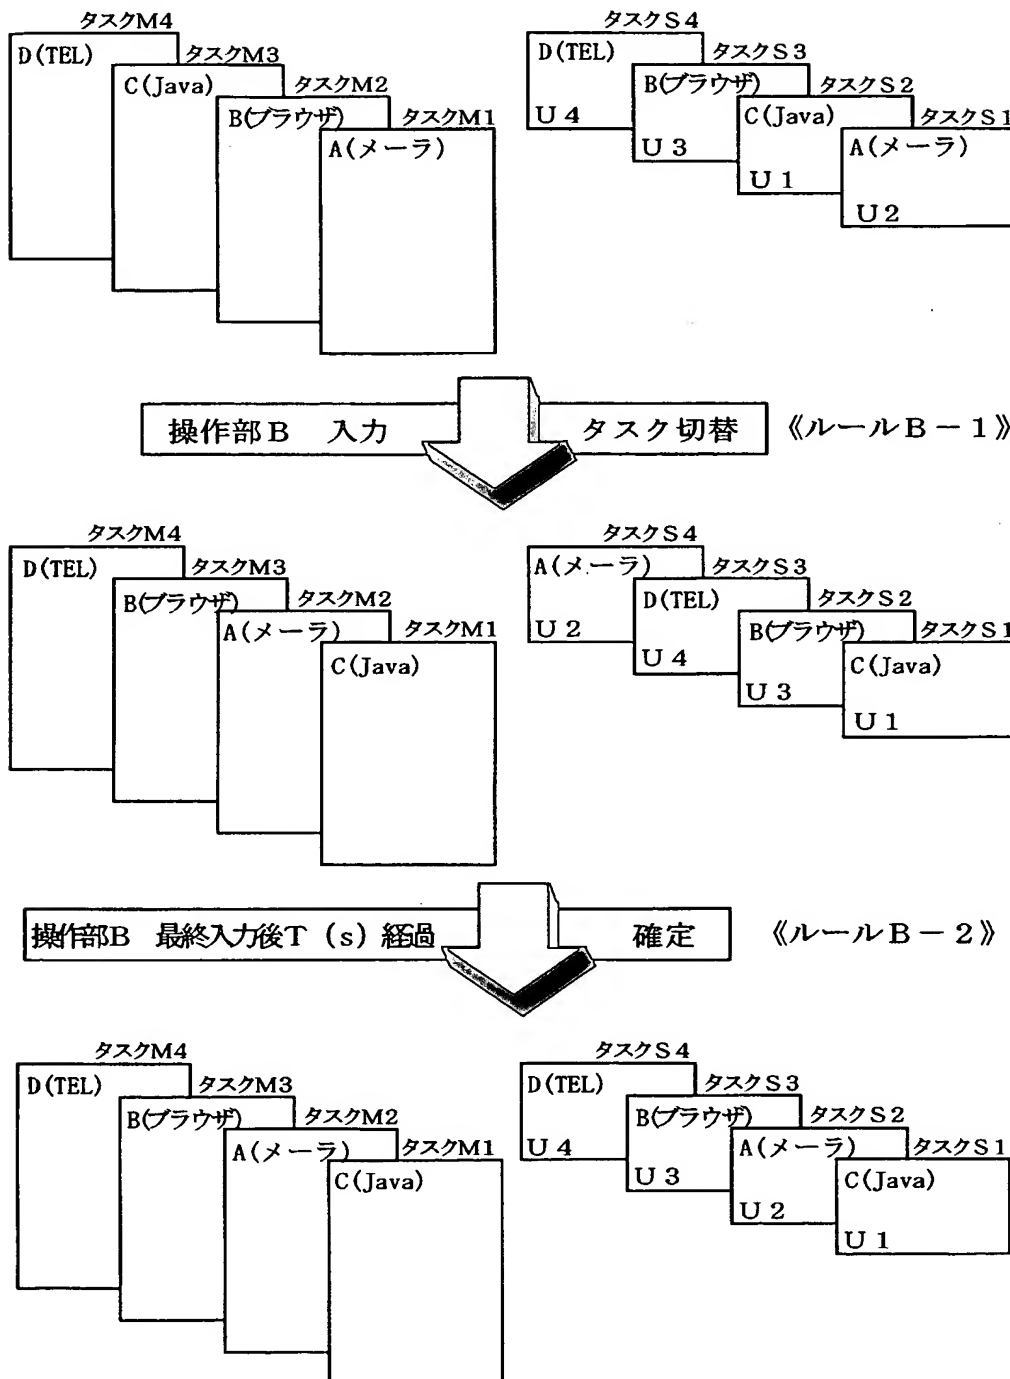 タスクM4
D(TEL)
タスクM3
C(Java)
タスクM2
B(ブラウザ)
タスクM1
A(メーラ)
タスクS4
D(TEL)
U4
タスクS3
B(ブラウザ)
U3
タスクS2
C(Java)
U1
タスクS1
A(メーラ)
U2
操作部B 入力 タスク切替 《ルールB-1》
タスクM4
D(TEL)
タスクM3
B(ブラウザ)
タスクM2
A(メーラ)
タスクM1
C(Java)
タスクS4
A(メーラ)
U2
タスクS3
D(TEL)
U4
タスクS2
B(ブラウザ)
U3
タスクS1
C(Java)
U1
操作部B 最終入力後T(s)経過 確定 《ルールB-2》
タスクM4
D(TEL)
タスクM3
B(ブラウザ)
タスクM2
A(メーラ)
タスクM1
C(Java)
タスクS4
D(TEL)
U4
タスクS3
B(ブラウザ)
U3
タスクS2
A(メーラ)
U2
タスクS1
C(Java)
U1